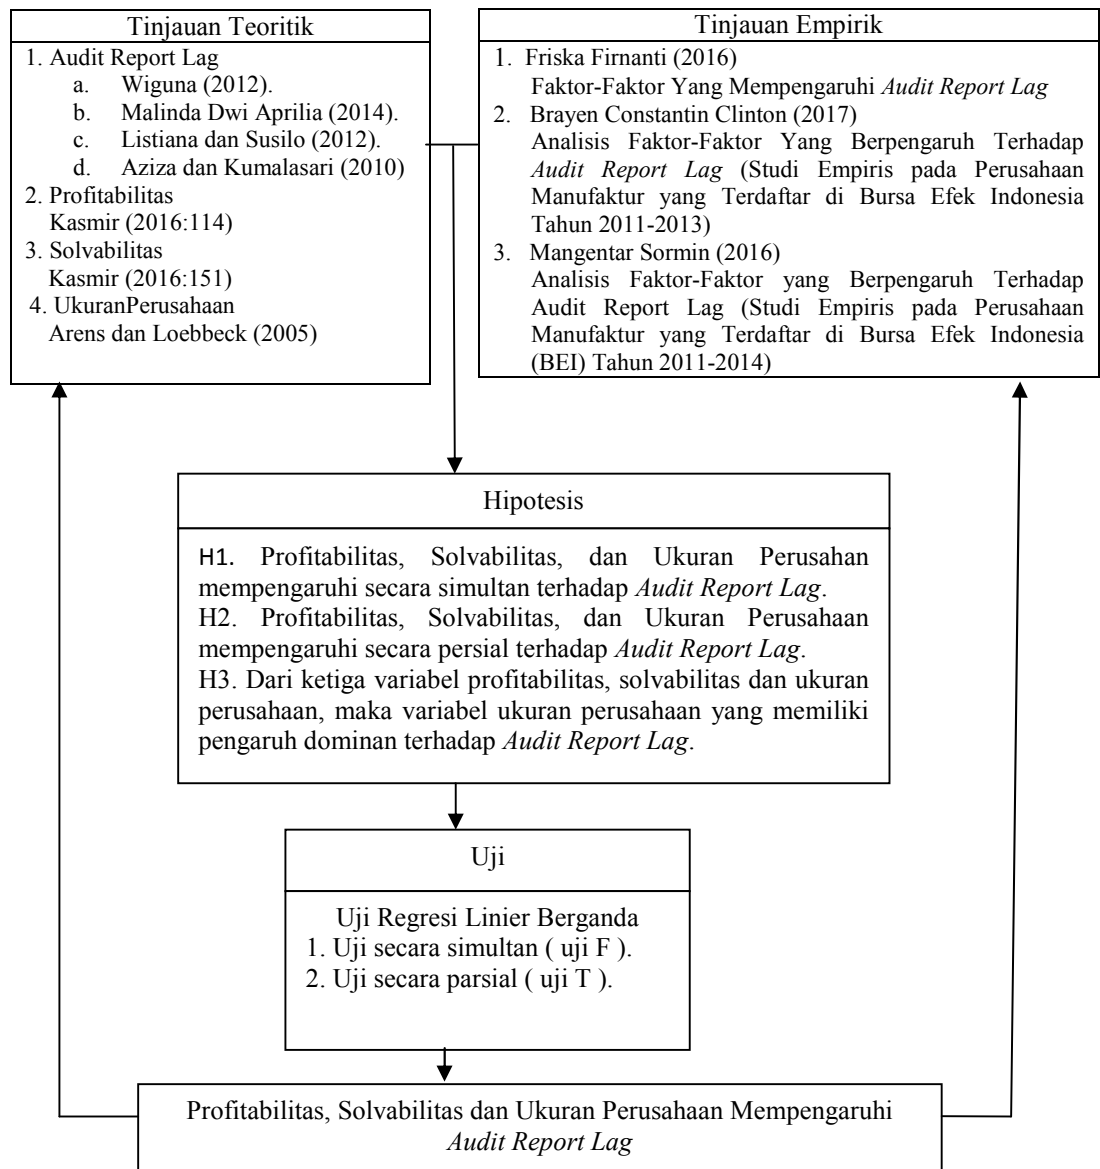 Tinjauan Teoritik
1. Audit Report Lag
a. Wiguna (2012).
b. Malinda Dwi Aprilia (2014).
c. Listiana dan Susilo (2012).
d. Aziza dan Kumalasari (2010)
2. Profitabilitas
Kasmir (2016:114)
3. Solvabilitas
Kasmir (2016:151)
4. UkuranPerusahaan
Arens dan Loebbeck (2005)
Tinjauan Empirik
1. Friska Firnanti (2016)
Faktor-Faktor Yang Mempengaruhi Audit Report Lag
2. Brayen Constantin Clinton (2017)
Analisis Faktor-Faktor Yang Berpengaruh Terhadap
Audit Report Lag (Studi Empiris pada Perusahaan
Manufaktur yang Terdaftar di Bursa Efek Indonesia
Tahun 2011-2013)
3. Mangentar Sormin (2016)
Analisis Faktor-Faktor yang Berpengaruh Terhadap
Audit Report Lag (Studi Empiris pada Perusahaan
Manufaktur yang Terdaftar di Bursa Efek Indonesia
(BEI) Tahun 2011-2014)
Hipotesis
H1. Profitabilitas, Solvabilitas, dan Ukuran Perusahan
mempengaruhi secara simultan terhadap Audit Report Lag.
H2. Profitabilitas, Solvabilitas, dan Ukuran Perusahaan
mempengaruhi secara persial terhadap Audit Report Lag.
H3. Dari ketiga variabel profitabilitas, solvabilitas dan ukuran
perusahaan, maka variabel ukuran perusahaan yang memiliki
pengaruh dominan terhadap Audit Report Lag.
Uji
Uji Regresi Linier Berganda
1. Uji secara simultan ( uji F ).
2. Uji secara parsial ( uji T ).
Profitabilitas, Solvabilitas dan Ukuran Perusahaan Mempengaruhi
Audit Report Lag